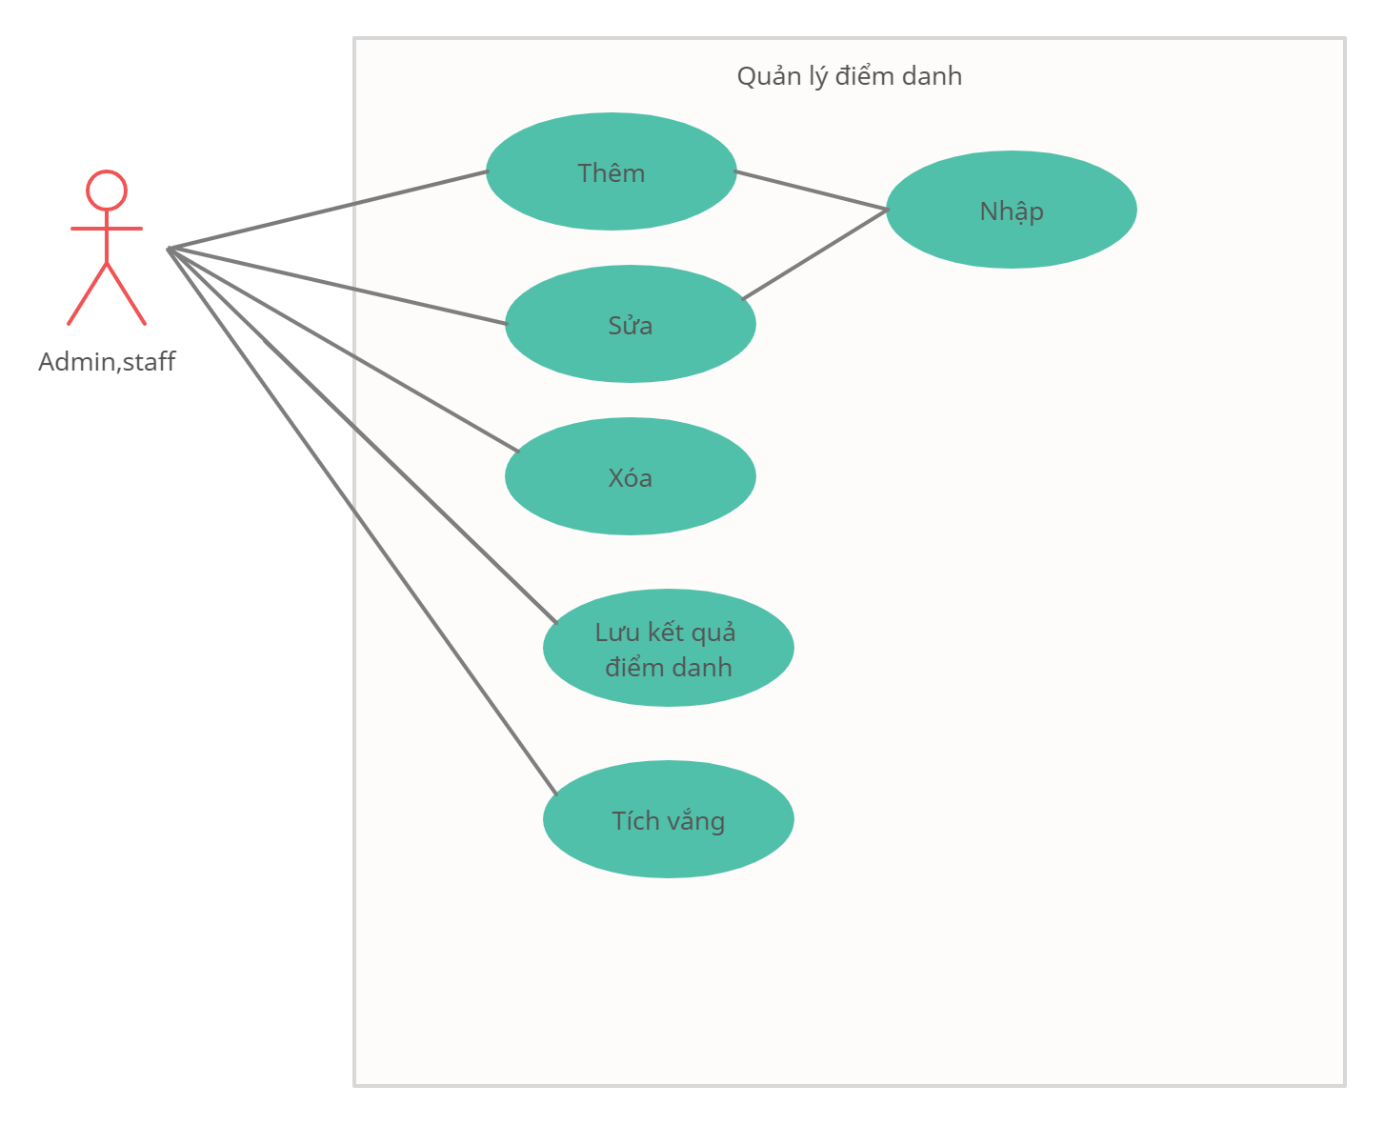 Quản lý điểm danh
Thêm
Nhập
Sửa
Admin,staff
Xóa
Lưu kết quả
điểm danh
Tích vắng